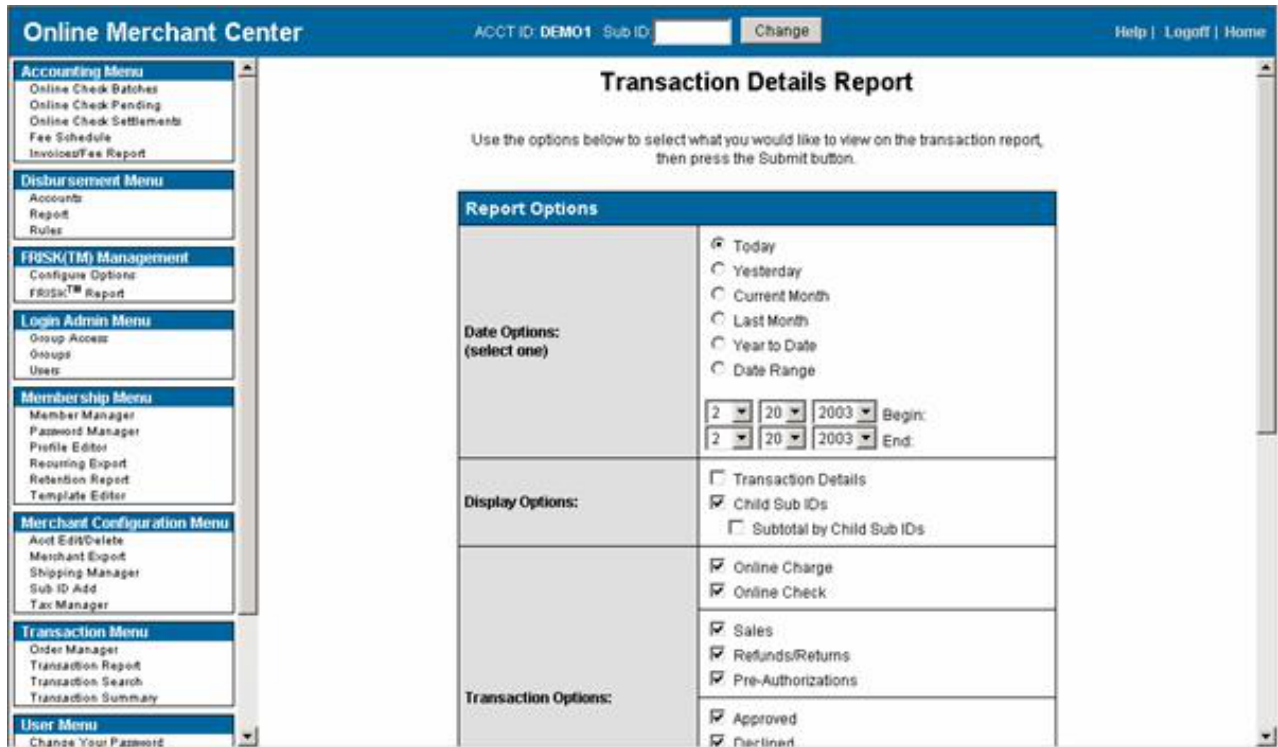 Online Merchant Center
ACCT ID: DEMO1 Sub ID: Change
Help | Logoff | Home
Accounting Menu
Online Check Batches
Online Check Pending
Online Check Settlements
Fee Schedule
Invoices/Fee Report
Disbursement Menu
Accounts
Report
Rules
FRISK(TM) Management
Configure Options
FRISK™ Report
Login Admin Menu
Group Access
Groups
Users
Membership Menu
Member Manager
Password Manager
Profile Editor
Recurring Export
Retention Report
Template Editor
Merchant Configuration Menu
Acct Edit/Delete
Merchant Export
Shipping Manager
Sub ID Add
Tax Manager
Transaction Menu
Order Manager
Transaction Report
Transaction Search
Transaction Summary
User Menu
Change Your Password
Transaction Details Report
Use the options below to select what you would like to view on the transaction report,
then press the Submit button.
Report Options
Date Options:
(select one)
Today
Yesterday
Current Month
Last Month
Year to Date
Date Range
2 20 2003 Begin:
2 20 2003 End:
Display Options:
Transaction Details
Child Sub IDs
Subtotal by Child Sub IDs
Transaction Options:
Online Charge
Online Check
Sales
Refunds/Returns
Pre-Authorizations
Approved
Declined